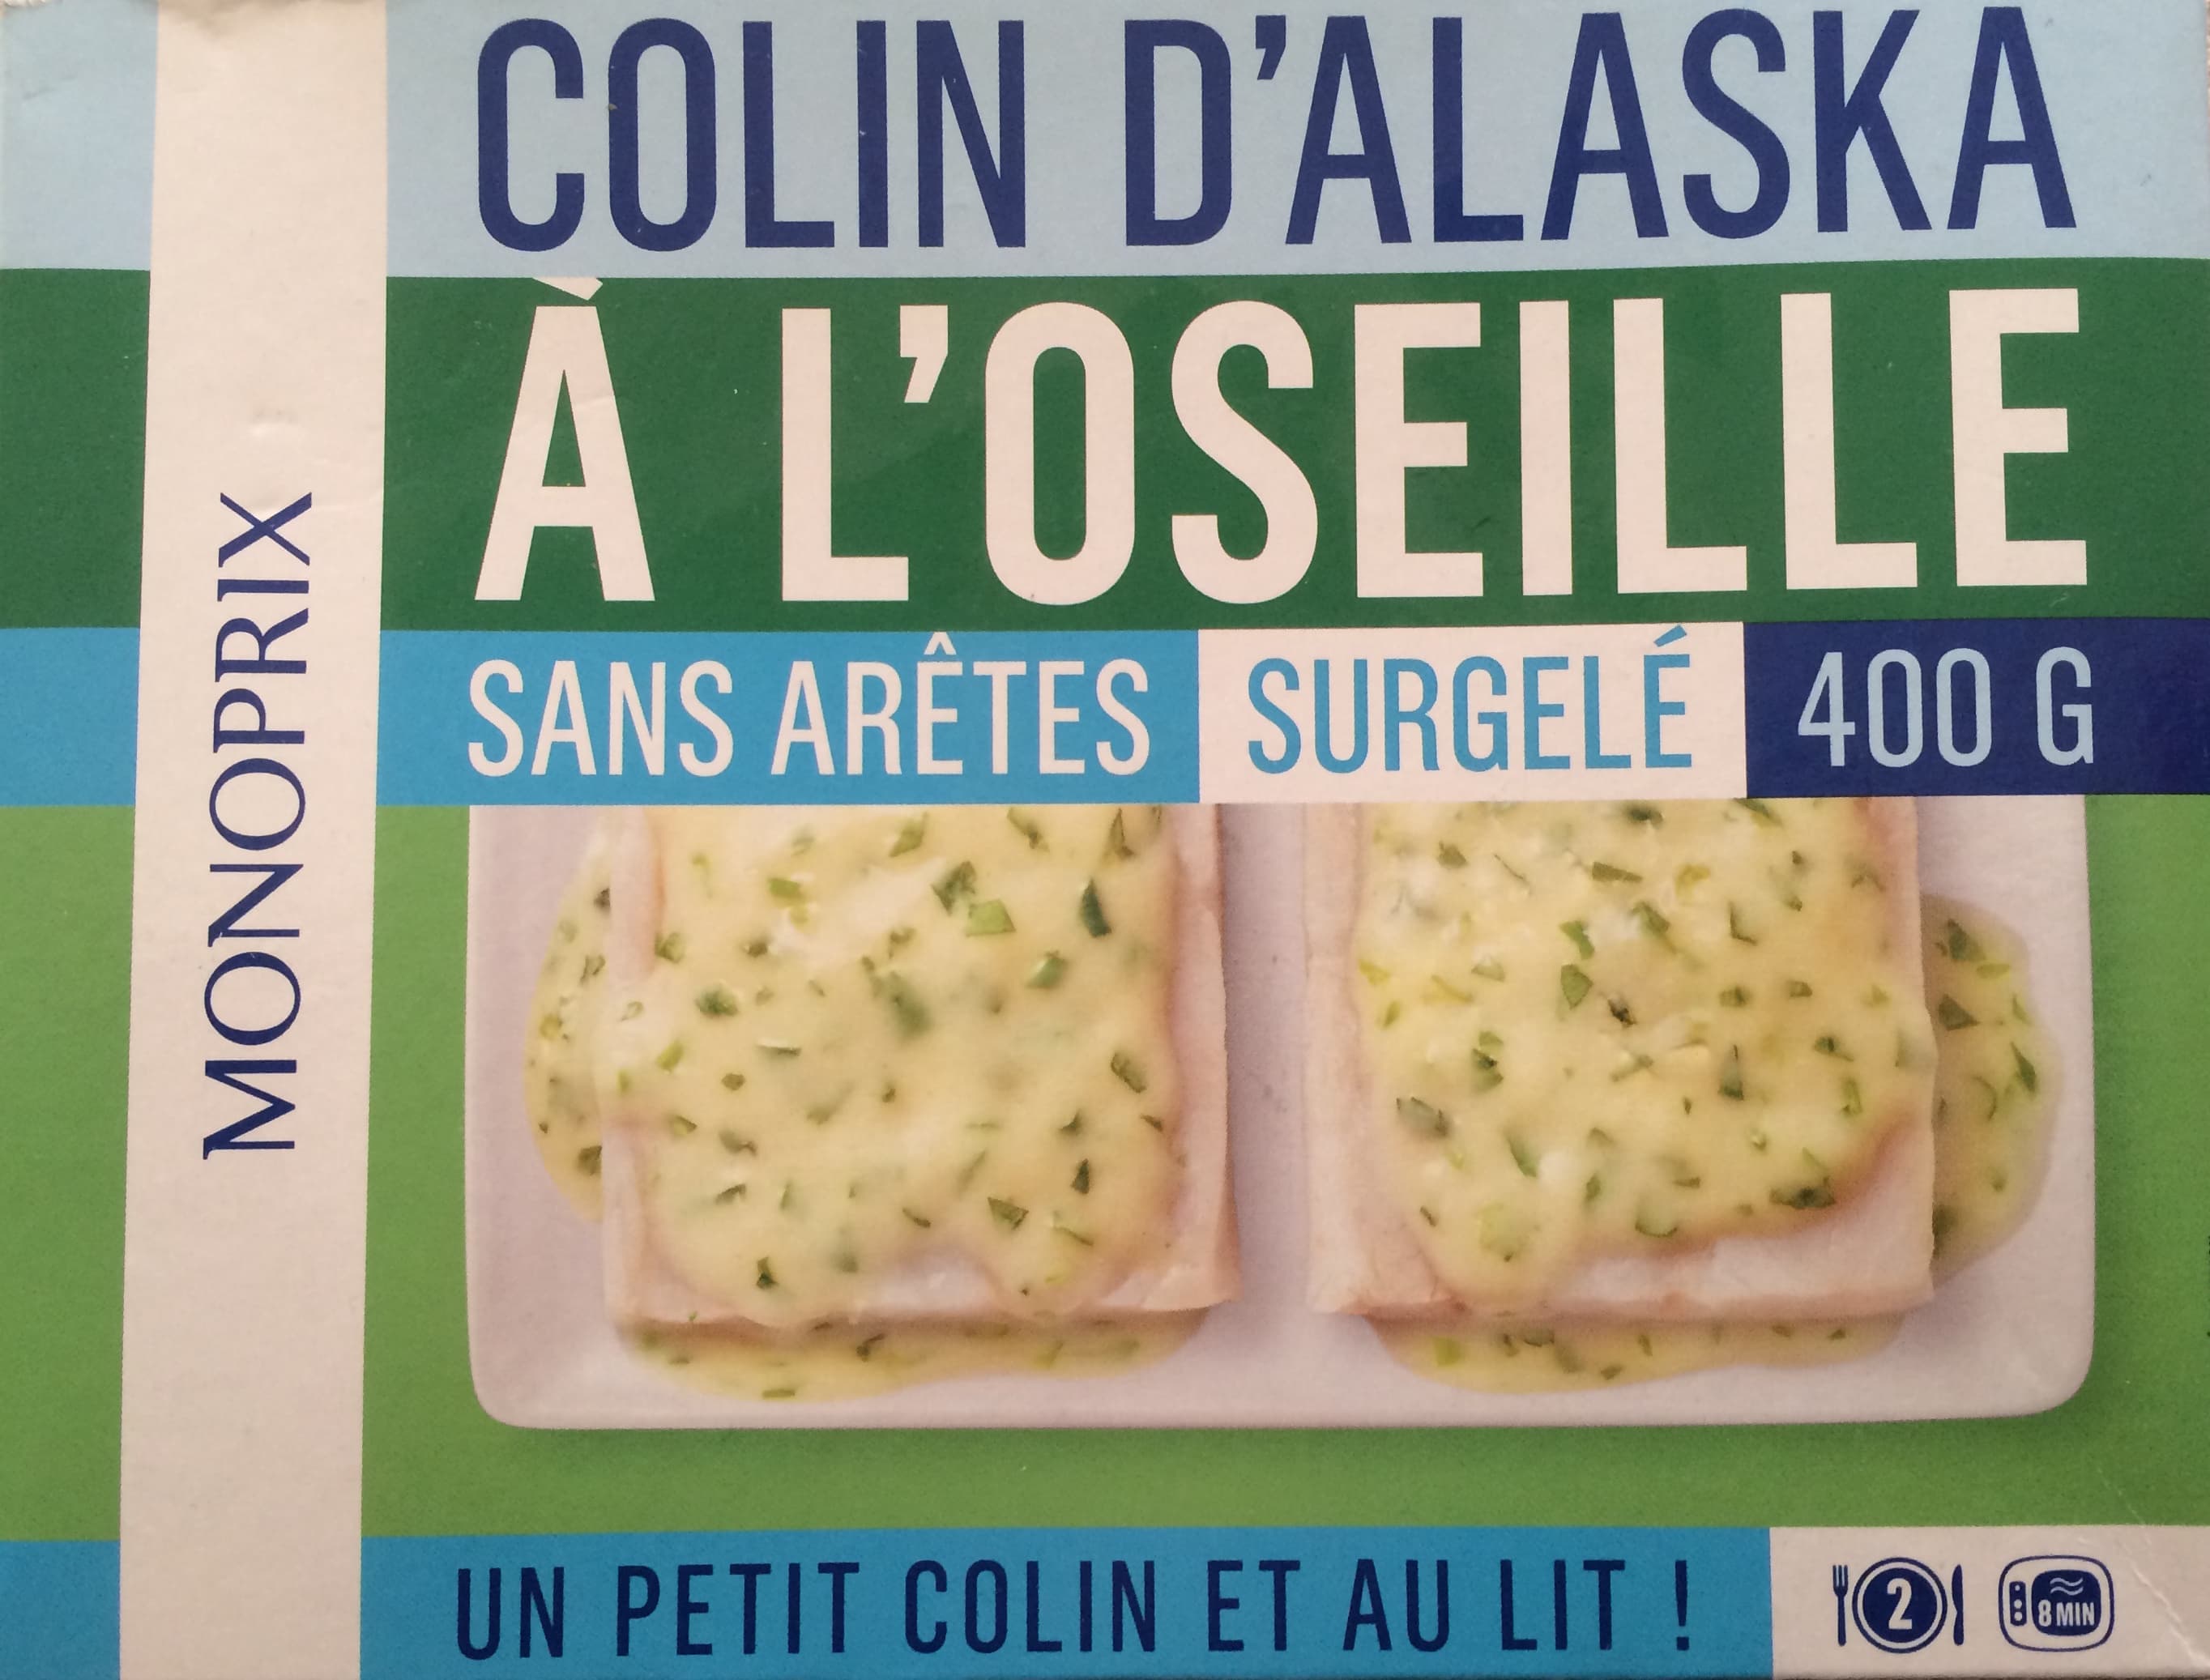 COLIN D'ALASKA
À L'OSEILLE
SANS ARÊTES SURGELÉ 400 G
MONOPRIX
UN PETIT COLIN ET AU LIT !
2 8 MIN